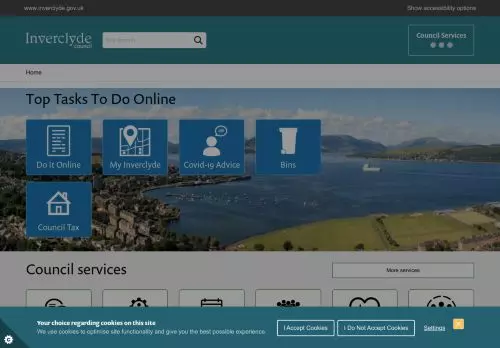 www.inverclyde.gov.uk
Show accessibility options
Inverclyde
council
Council Services
Home
Top Tasks To Do Online
Do It Online
My Inverclyde
Covid-19 Advice
Bins
Council Tax
Council services
More services
Your choice regarding cookies on this site
We use cookies to optimise site functionality and give you the best possible experience.
I Accept Cookies
I Do Not Accept Cookies
Settings